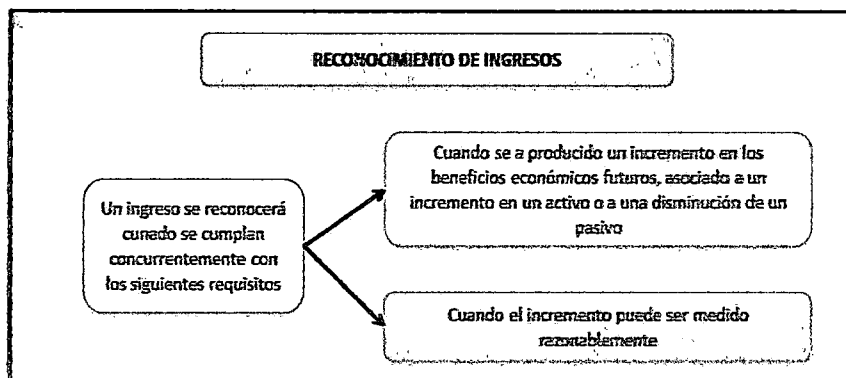 RECONOCIMIENTO DE INGRESOS
Un ingreso se reconocerá
cunado se cumplan
concurrentemente con
los siguientes requisitos
Cuando se a producido un incremento en los
beneficios económicos futuros, asociado a un
incremento en un activo o a una disminución de un
pasivo
Cuando el incremento puede ser medido
razonablemente